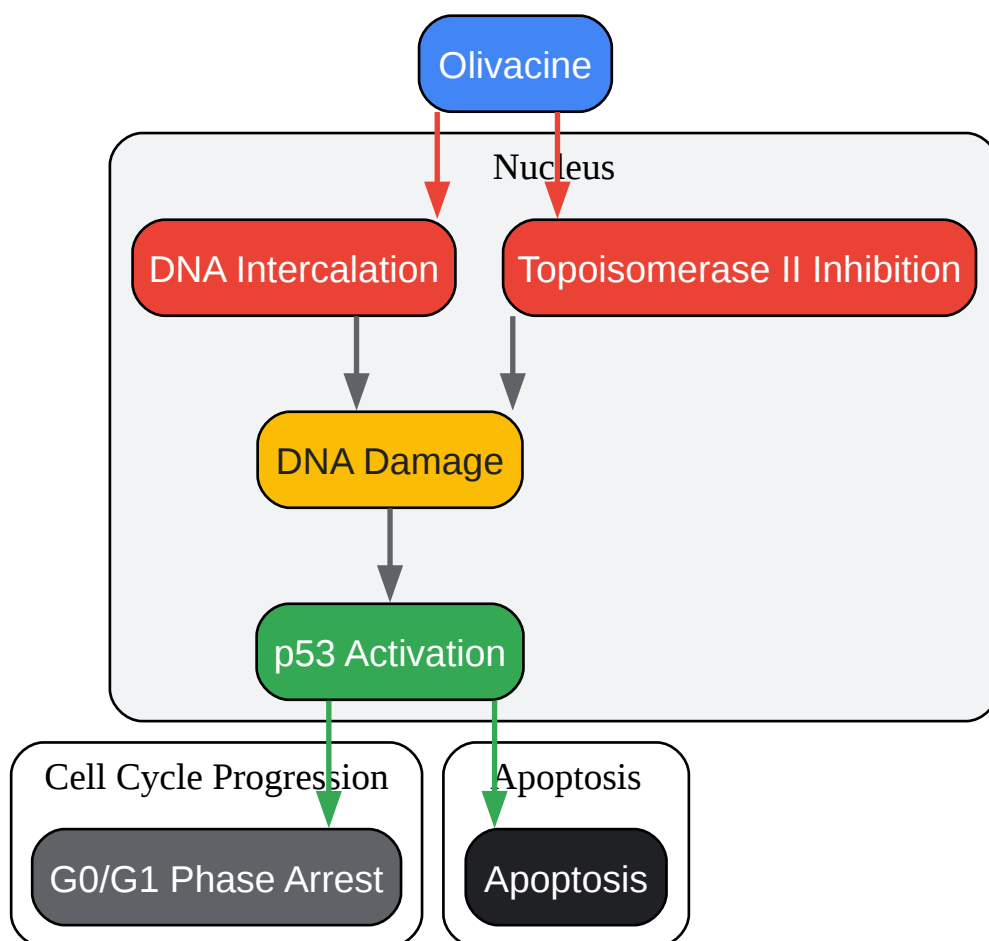 Olivacine
Nucleus
DNA Intercalation
Topoisomerase II Inhibition
DNA Damage
p53 Activation
Cell Cycle Progression
Apoptosis
G0/G1 Phase Arrest
Apoptosis